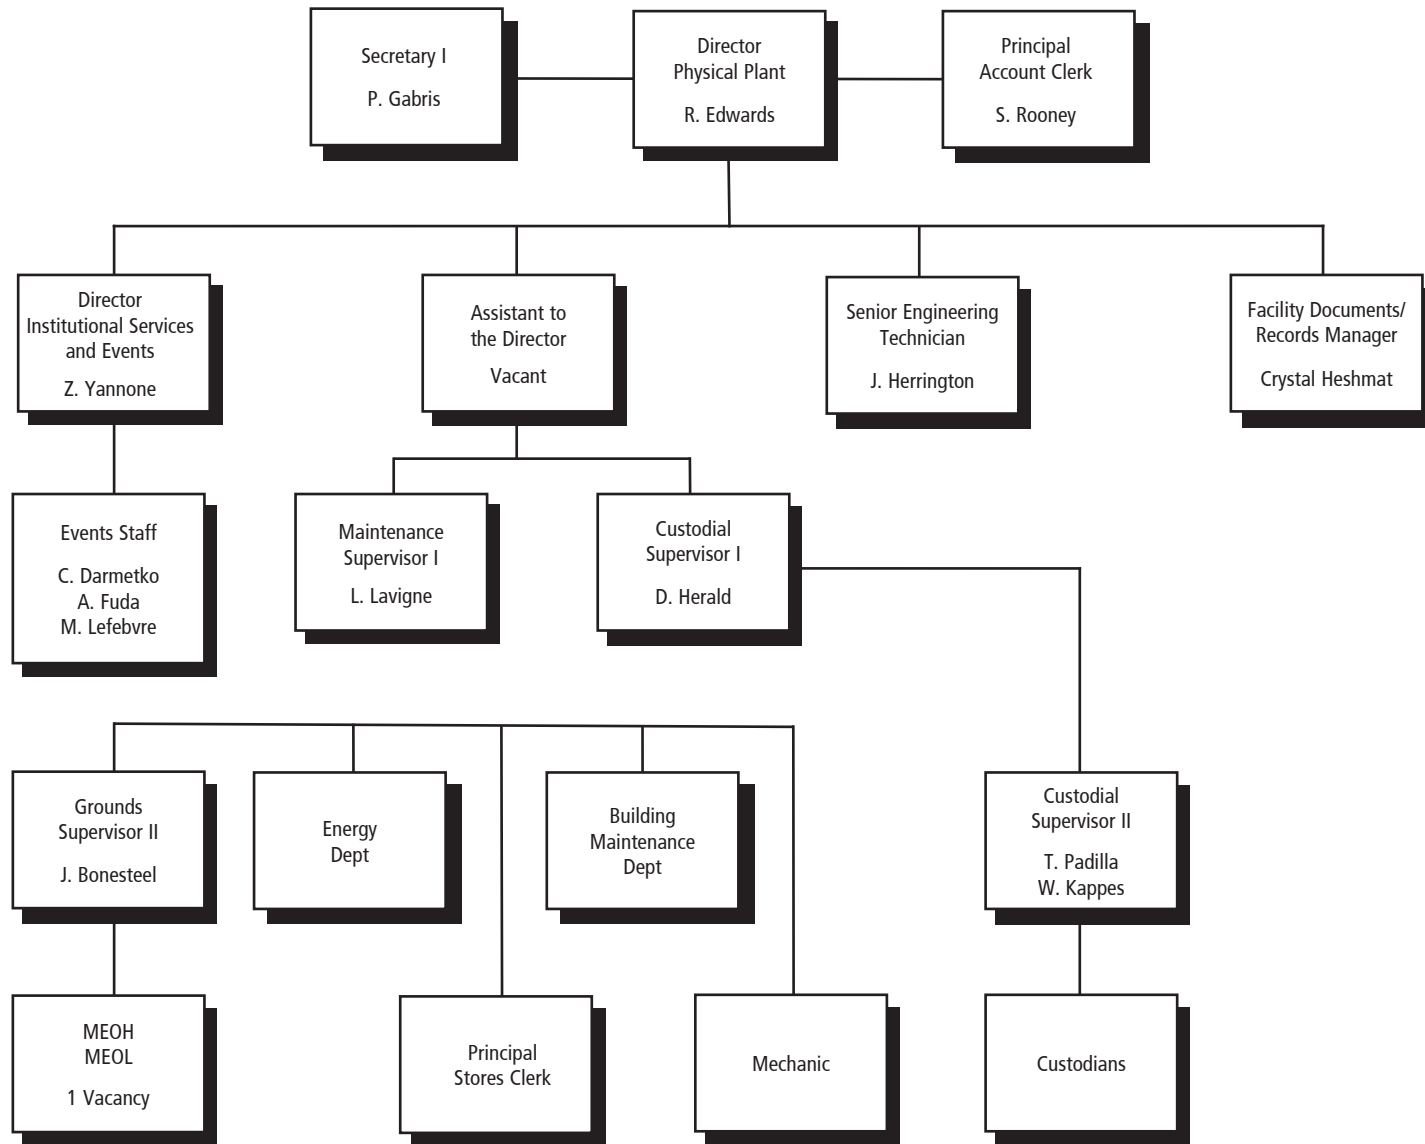 Secretary I
P. Gabris
Director
Physical Plant
R. Edwards
Principal
Account Clerk
S. Rooney
Director
Institutional Services
and Events
Z. Yannone
Assistant to
the Director
Vacant
Senior Engineering
Technician
J. Herrington
Facility Documents/
Records Manager
Crystal Heshmat
Events Staff
C. Darmetko
A. Fuda
M. Lefebvre
Maintenance
Supervisor I
L. Lavigne
Custodial
Supervisor I
D. Herald
Grounds
Supervisor II
J. Bonesteel
Energy
Dept
Building
Maintenance
Dept
Custodial
Supervisor II
T. Padilla
W. Kappes
MEOH
MEOL
1 Vacancy
Principal
Stores Clerk
Mechanic
Custodians